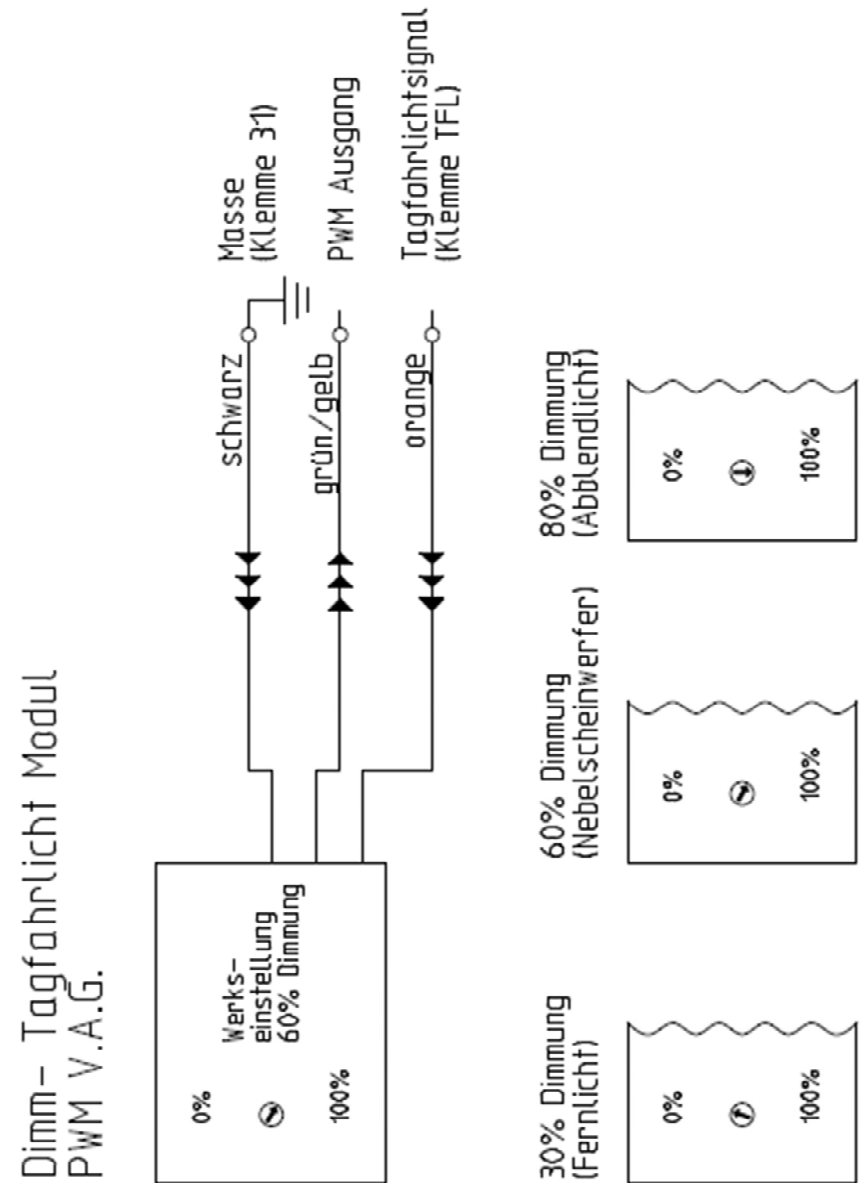 Dimm- Tagfahrlicht Modul
PWM V.A.G.
0%
100%
Werks-
einstellung
60% Dimmung
schwarz
Masse
(Klemme 31)
grün/gelb
PWM Ausgang
orange
Tagfahrlichtsignal
(Klemme TFL)
30% Dimmung
(Fernlicht)
0%
100%
60% Dimmung
(Nebelscheinwerfer)
0%
100%
80% Dimmung
(Abblendlicht)
0%
100%